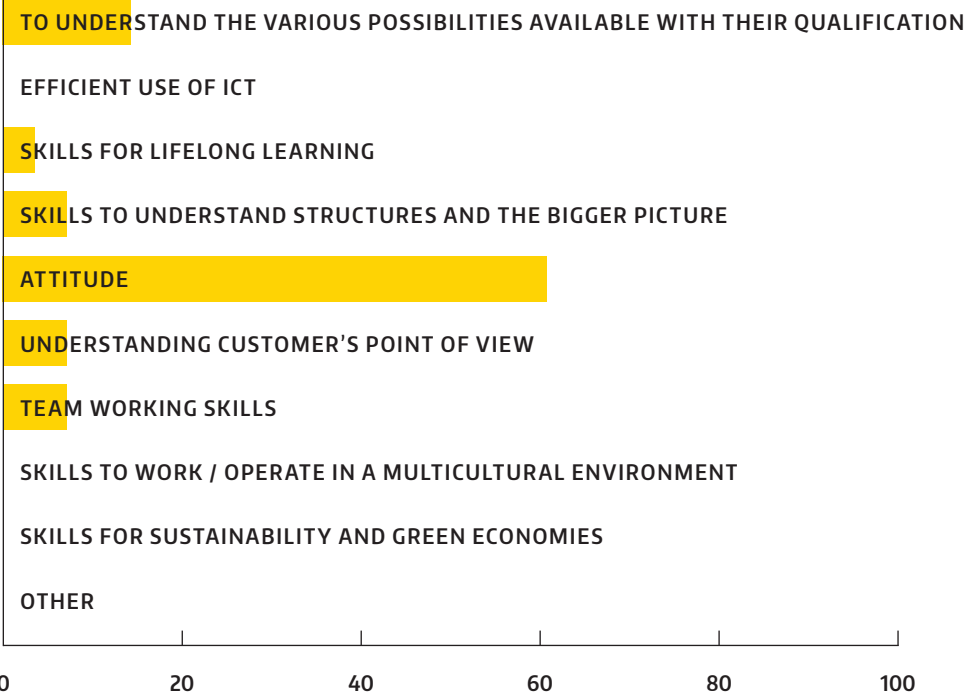 TO UNDERSTAND THE VARIOUS POSSIBILITIES AVAILABLE WITH THEIR QUALIFICATION
EFFICIENT USE OF ICT
SKILLS FOR LIFELONG LEARNING
SKILLS TO UNDERSTAND STRUCTURES AND THE BIGGER PICTURE
ATTITUDE
UNDERSTANDING CUSTOMER’S POINT OF VIEW
TEAM WORKING SKILLS
SKILLS TO WORK / OPERATE IN A MULTICULTURAL ENVIRONMENT
SKILLS FOR SUSTAINABILITY AND GREEN ECONOMIES
OTHER
0 20 40 60 80 100